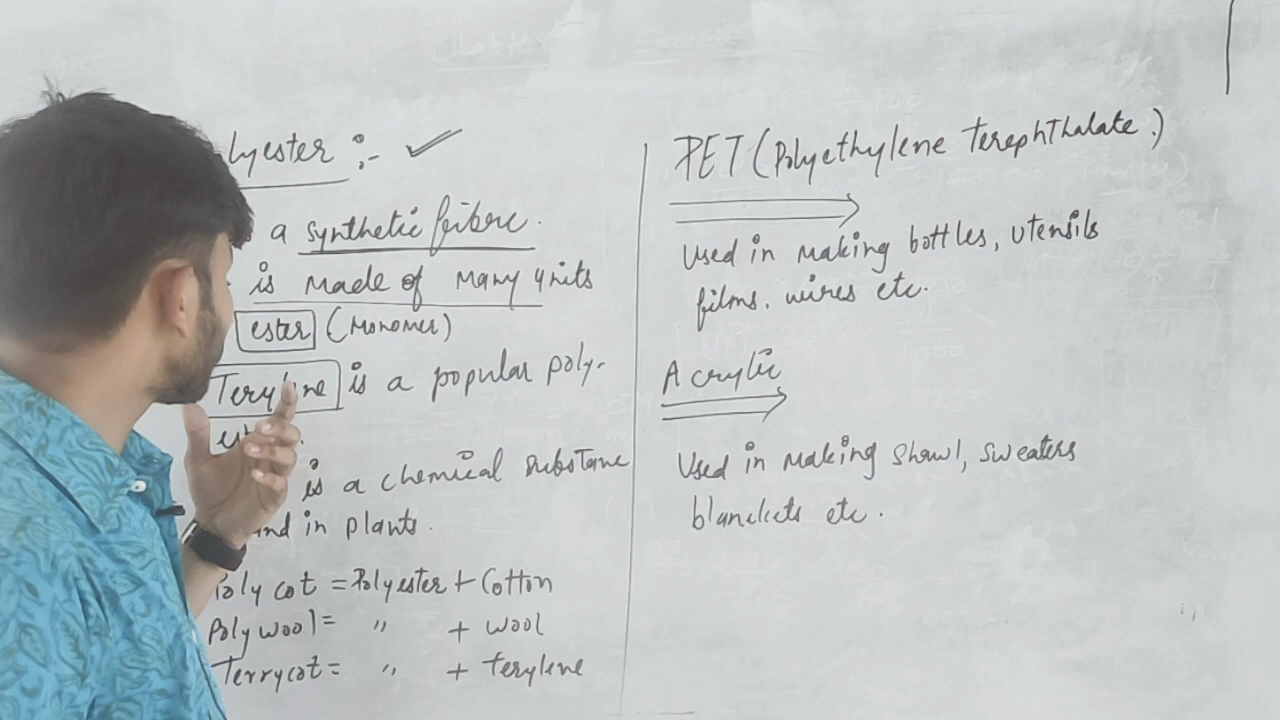 lyester :-
a synthetic fibre.
is made of many units
ester (monomer)
Terylene is a popular poly-
is a chemical substane
nd in plants.
Poly cot = Polyester + Cotton
Poly wool = " + wool
Terrycot = " + terylene
PET (Polyethylene Terephthalate.)
Used in making bottles, utensils
films, wires etc.
Acrylic
Used in making shawl, sweaters
blanckets etc.